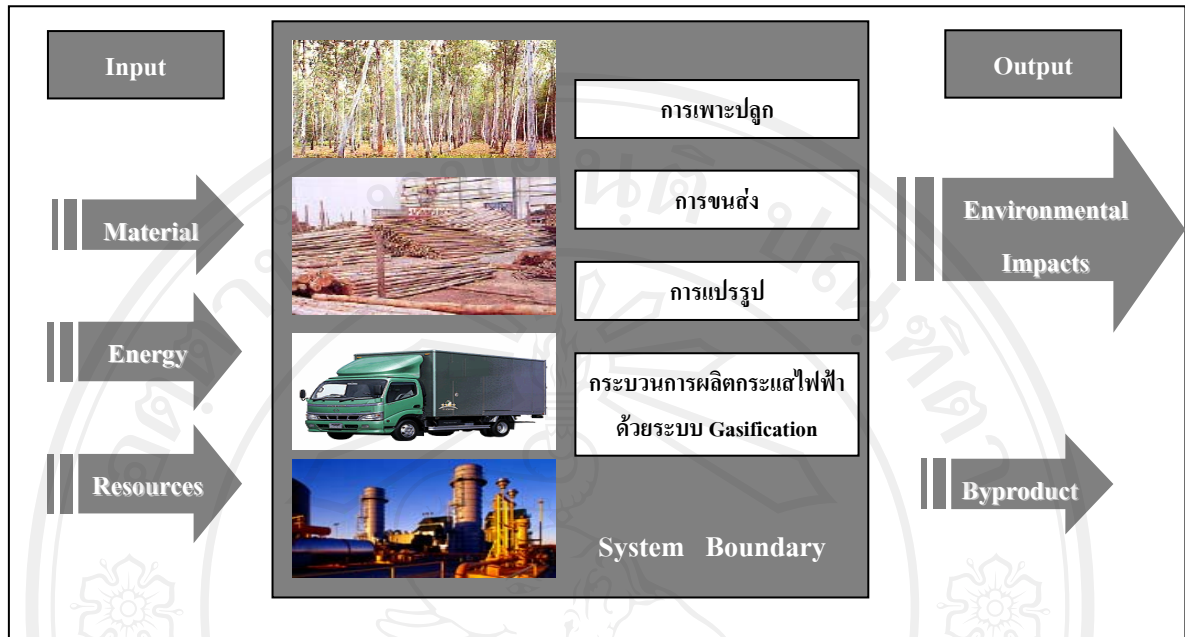 Input
Material
Energy
Resources
การเพาะปลูก
การขนส่ง
การแปรรูป
กระบวนการผลิตกระแสไฟฟ้า
ด้วยระบบ Gasification
System Boundary
Output
Environmental
Impacts
Byproduct